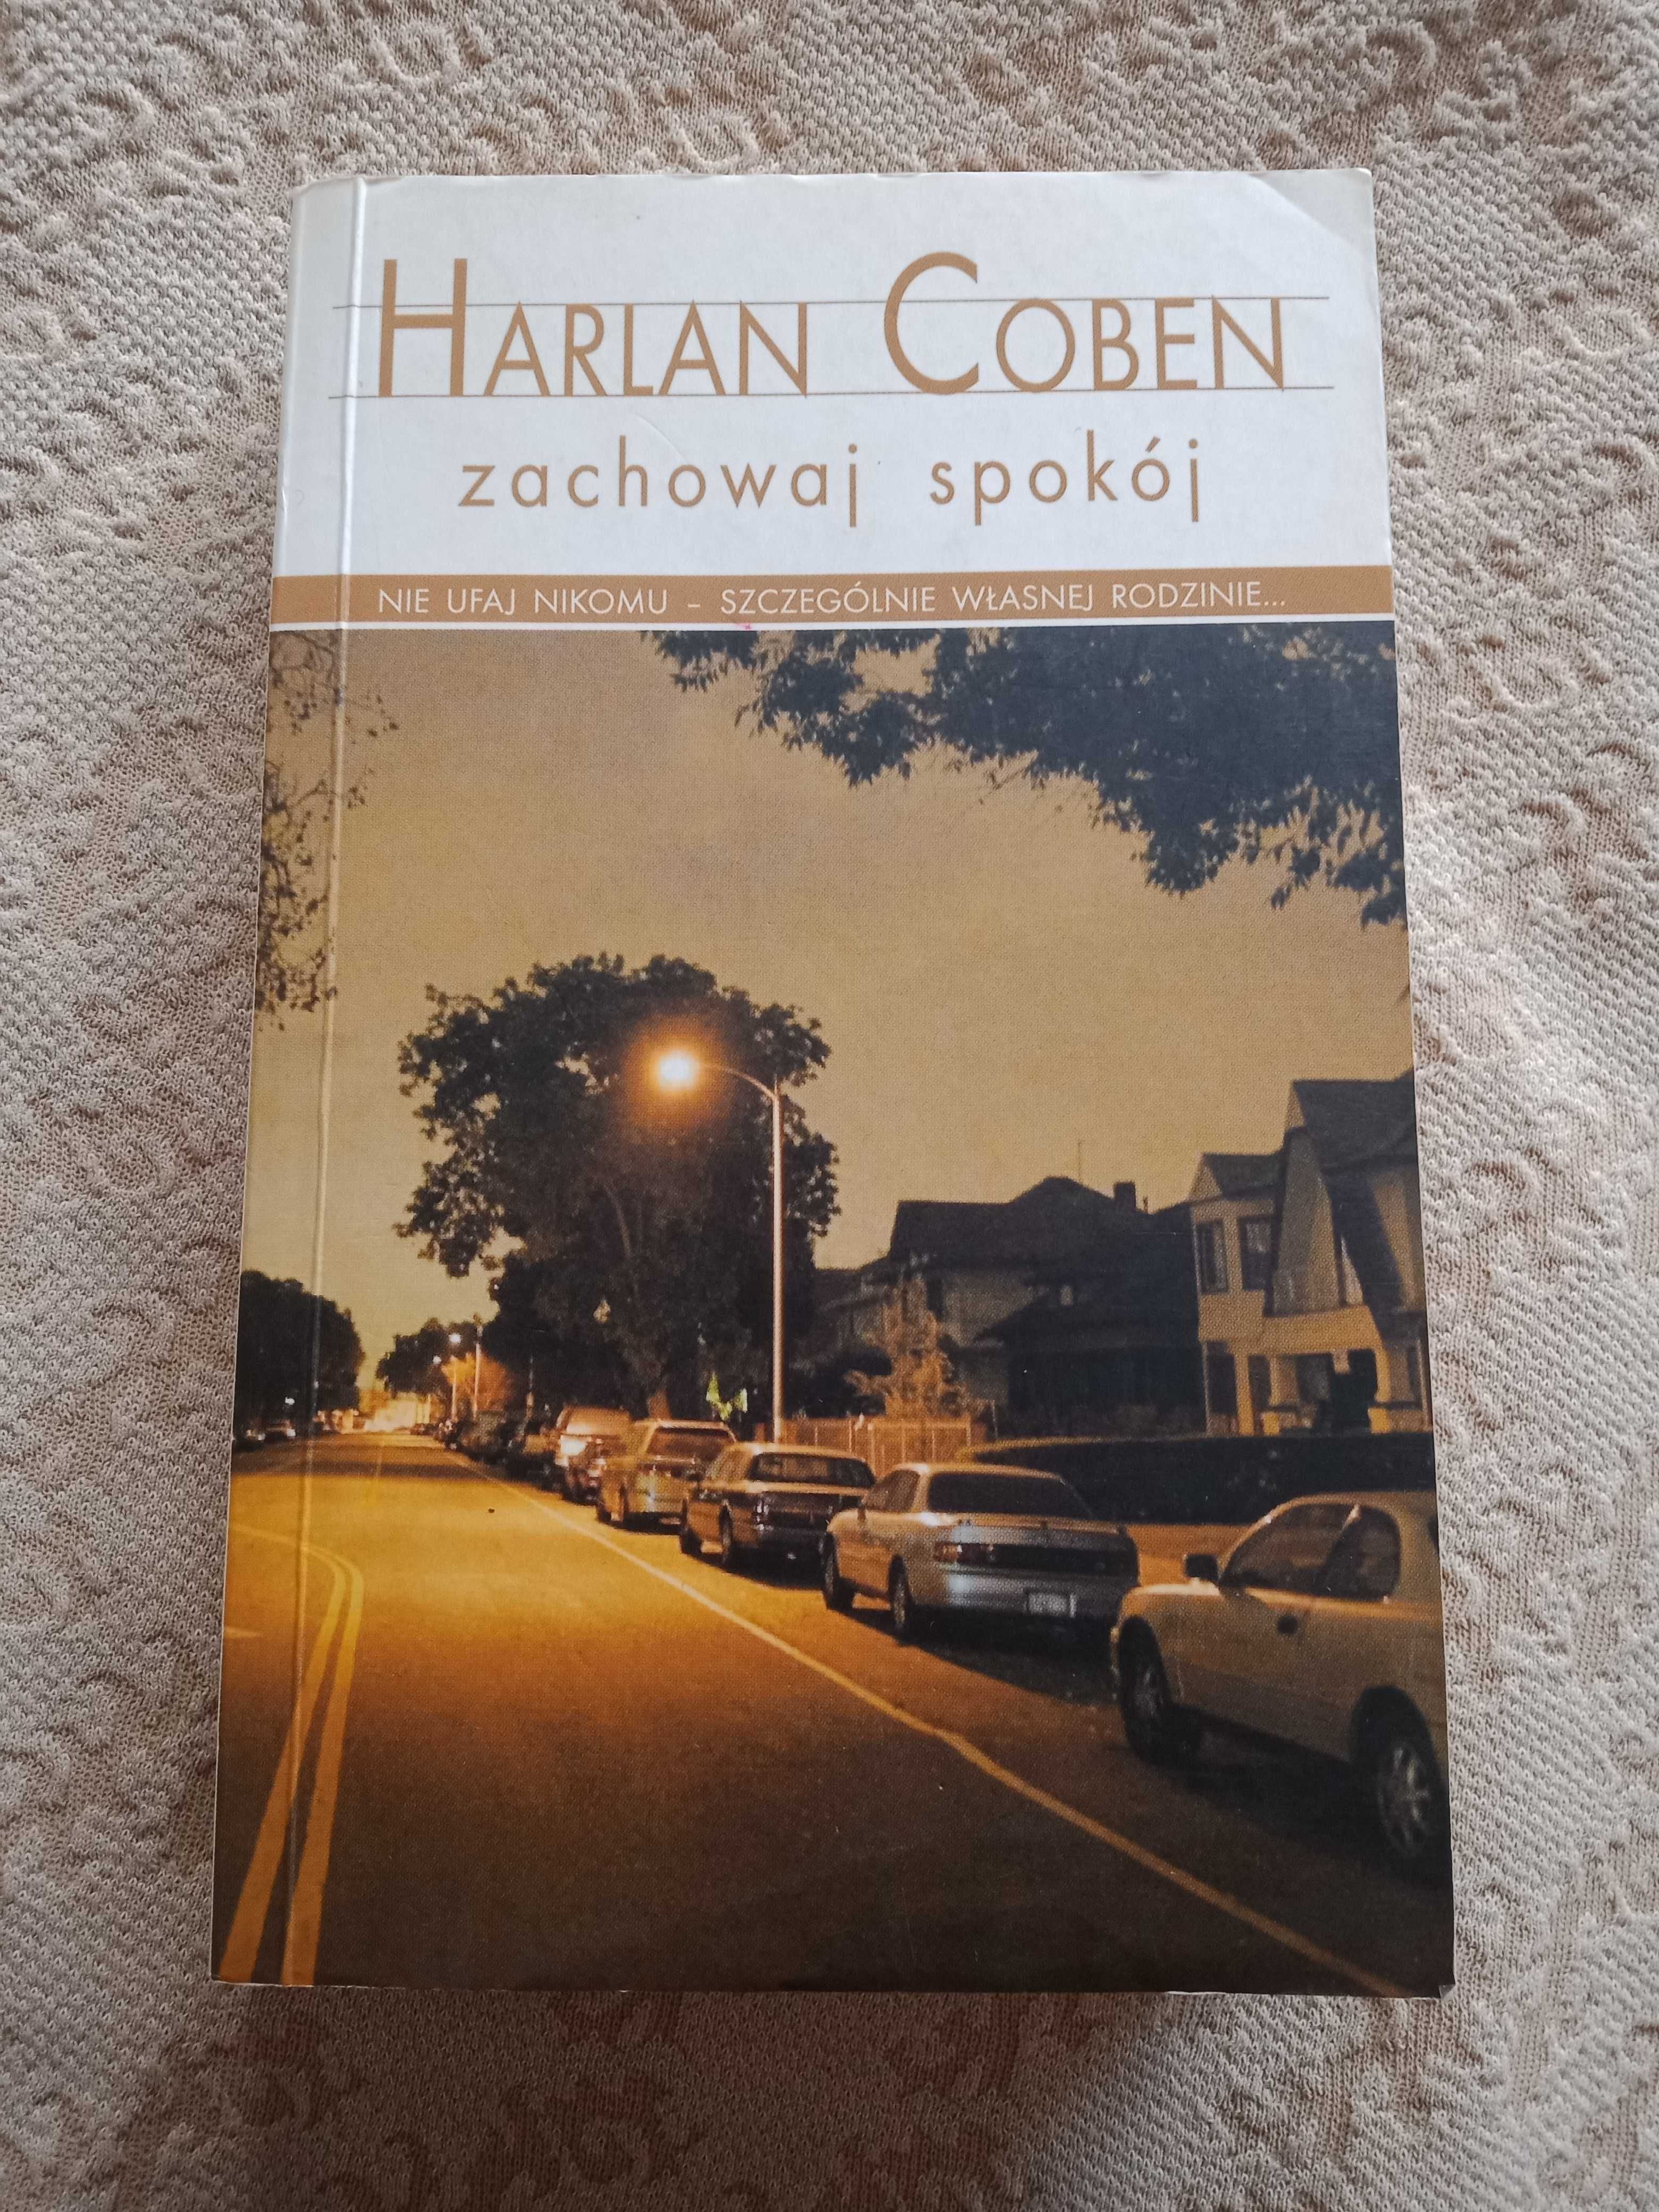 HARLAN COBEN
zachowaj spokój
NIE UFAJ NIKOMU – SZCZEGÓLNIE WŁASNEJ RODZINIE...